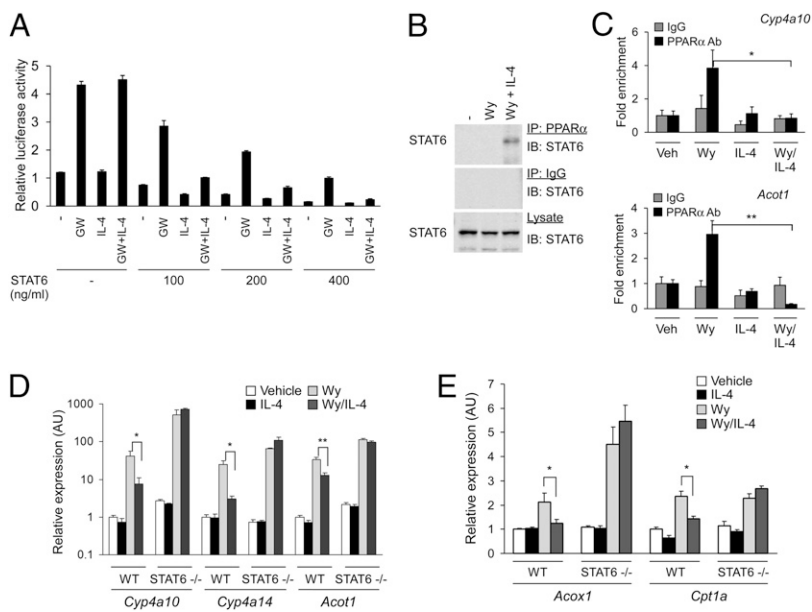 A
Relative luciferase activity
5
4
3
2
1
0
- GW IL-4 GW+IL-4 - GW IL-4 GW+IL-4 - GW IL-4 GW+IL-4 - GW IL-4 GW+IL-4
STAT6 (ng/ml) - 100 200 400
B
- Wy Wy + IL-4
STAT6
IP: PPARα
IB: STAT6
IP: IgG
IB: STAT6
STAT6
Lysate
IB: STAT6
C
Cyp4a10
IgG
PPARα Ab
*
Fold enrichment
6
4
2
0
Veh Wy IL-4 Wy/
IL-4
Acot1
IgG
PPARα Ab
**
Fold enrichment
4
3
2
1
0
Veh Wy IL-4 Wy/
IL-4
D
Vehicle Wy
IL-4 Wy/IL-4
Relative expression (AU)
1000
100
10
1
0.1
* * **
WT STAT6 -/- WT STAT6 -/- WT STAT6 -/-
Cyp4a10 Cyp4a14 Acot1
E
Vehicle
IL-4
Wy
Wy/IL-4
Relative expression (AU)
7
6
5
4
3
2
1
0
* *
WT STAT6 -/- WT STAT6 -/-
Acox1 Cpt1a